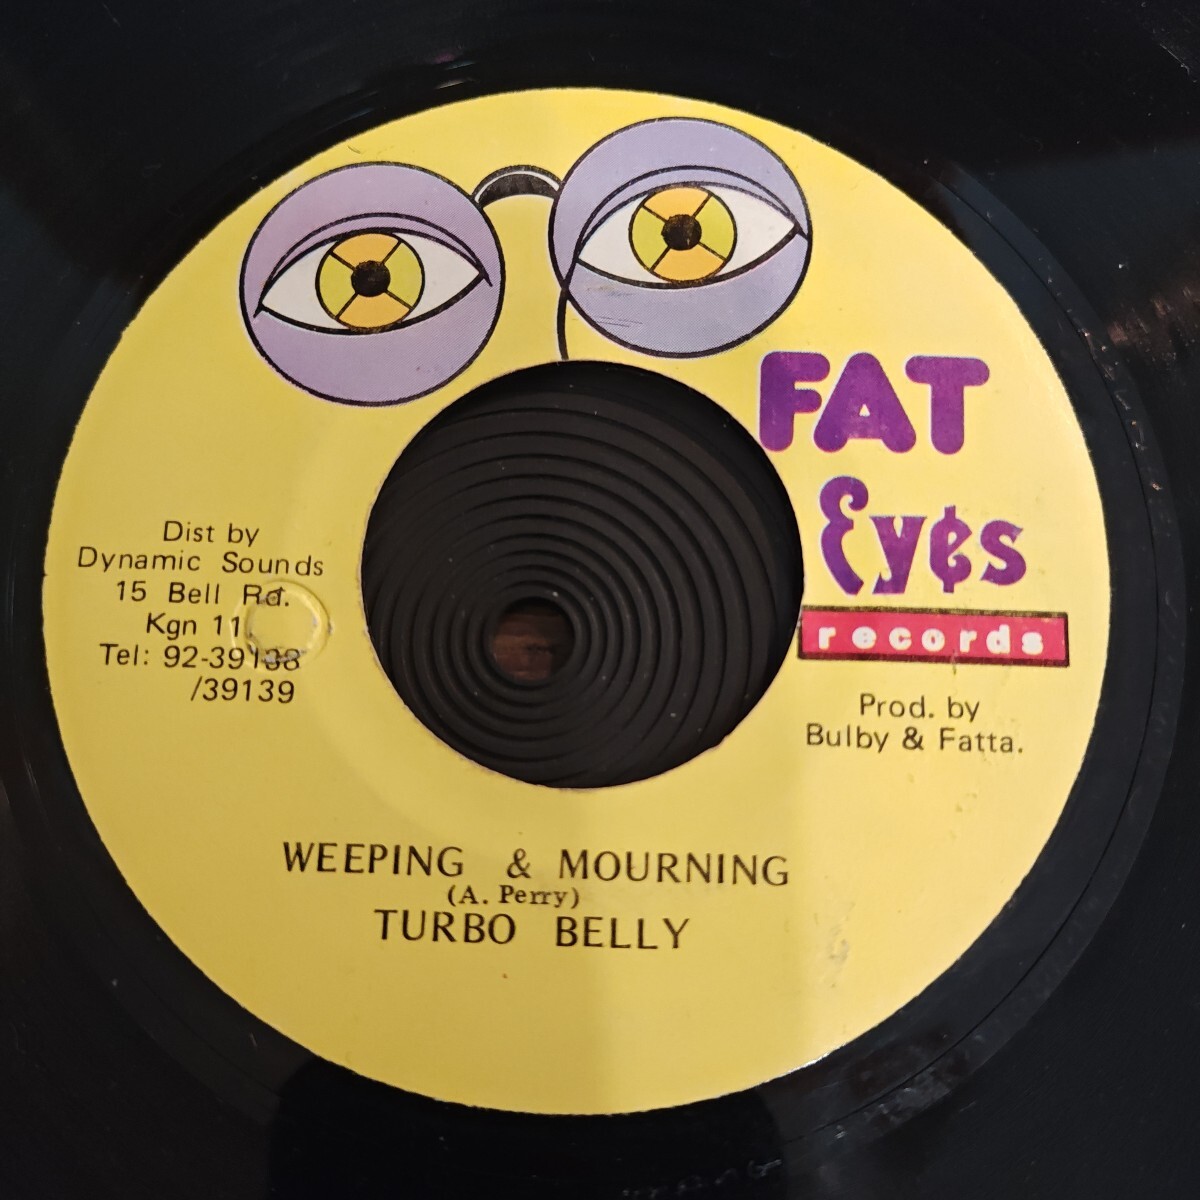 FAT
Ey¢s
records
Dist by
Dynamic Sounds
15 Bell Rd.
Kgn 11
Tel: 92-39138
/39139
Prod. by
Bulby & Fatta.
WEEPING & MOURNING
(A. Perry)
TURBO BELLY